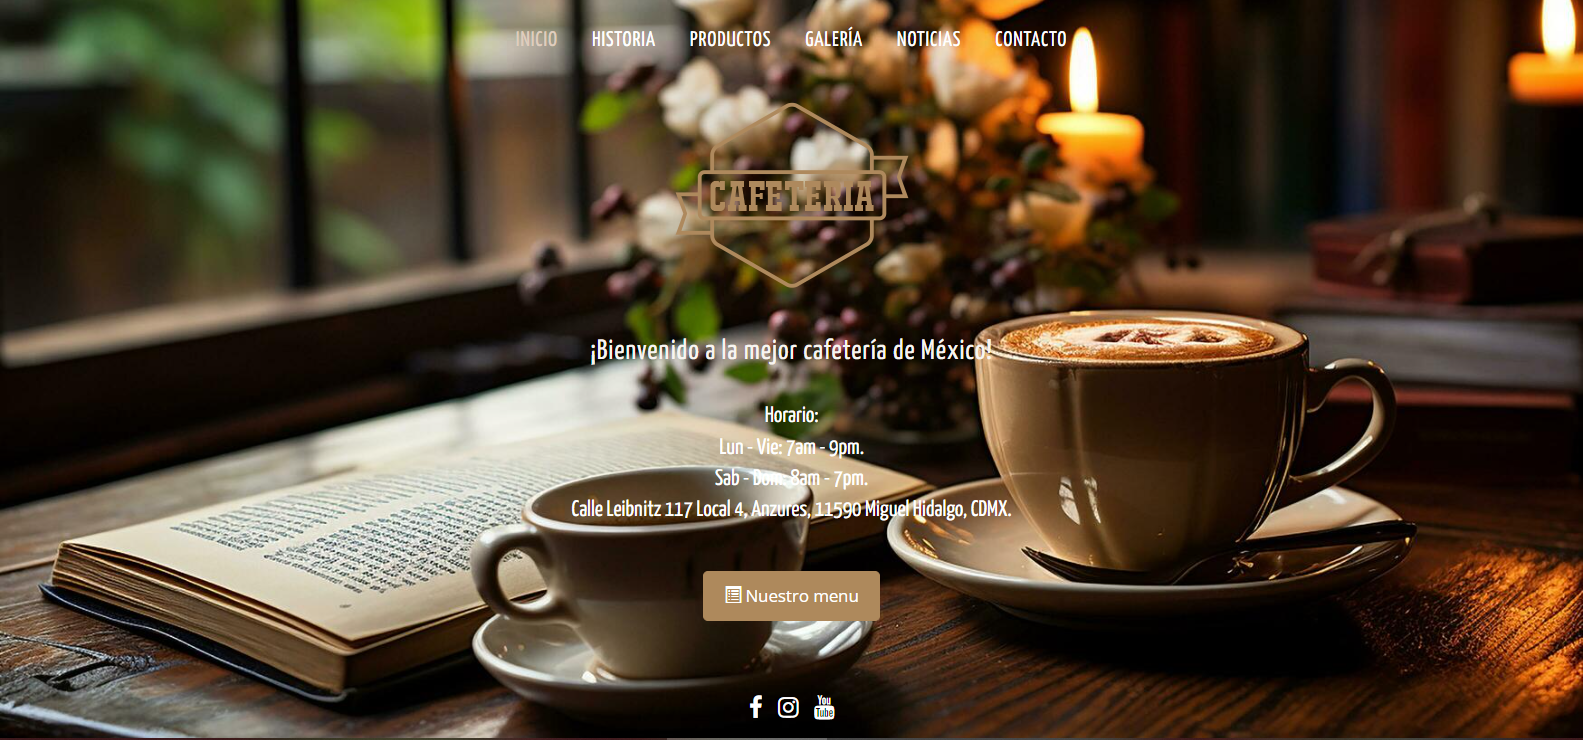 INICIO HISTORIA PRODUCTOS GALERÍA NOTICIAS CONTACTO
CAFETERIA
¡Bienvenido a la mejor cafetería de México!
Horario:
Lun - Vie: 7am - 9pm.
Sab - Dom: 8am - 7pm.
Calle Leibnitz 117 Local 4, Anzures, 11590 Miguel Hidalgo, CDMX.
Nuestro menu
You
Tube